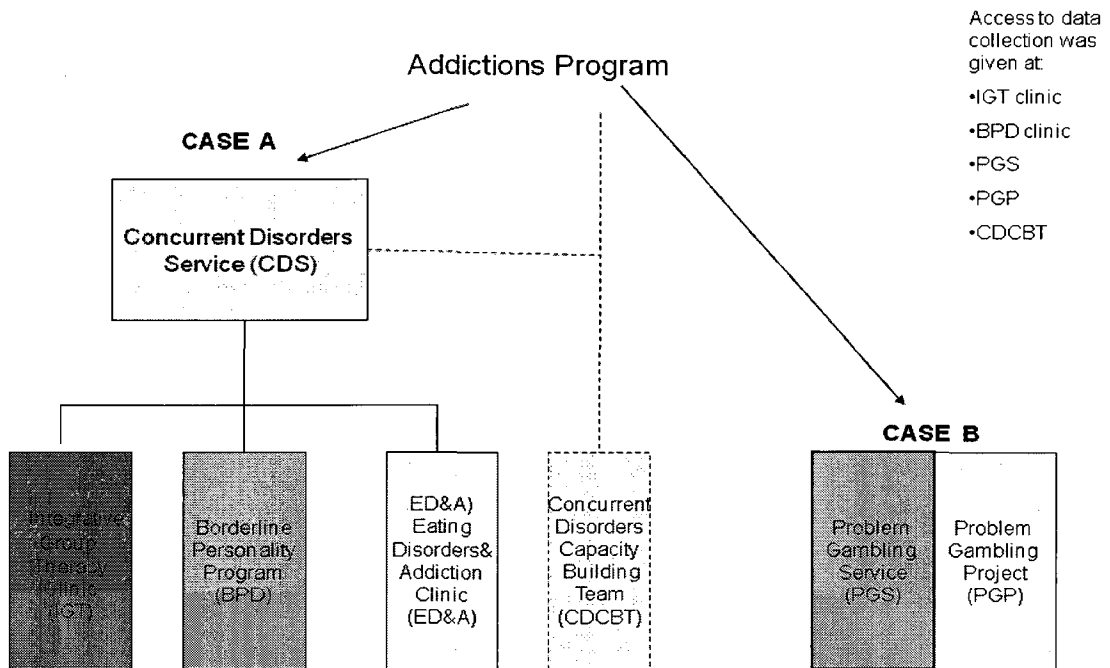 Addictions Program
Access to data
collection was
given at:
•IGT clinic
•BPD clinic
•PGS
•PGP
•CDCBT
CASE A
Concurrent Disorders
Service (CDS)
CASE B
Integrative
Group
Therapy
Clinic
(IGT)
Borderline
Personality
Program
(BPD)
ED&A)
Eating
Disorders&
Addiction
Clinic
(ED&A)
Concurrent
Disorders
Capacity
Building
Team
(CDCBT)
Problem
Gambling
Service
(PGS)
Problem
Gambling
Project
(PGP)